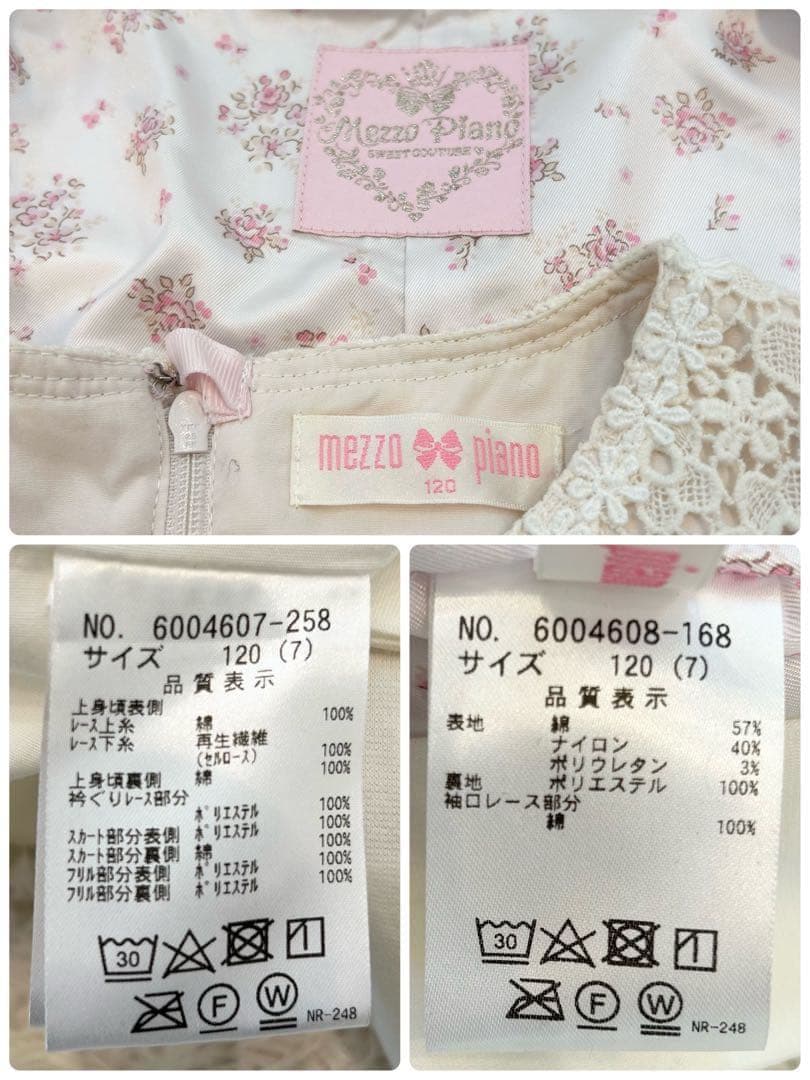 Mezzo Piano
SWEET COUTURE
mezzo piano
120
NO. 6004607-258
サイズ 120 (7)
品質表示
上身頃表側
レース上糸 綿 100%
レース下糸 再生繊維
(セルロース) 100%
上身頃裏側 綿 100%
衿ぐりレース部分
ポリエステル 100%
スカート部分表側 ポリエステル 100%
スカート部分裏側 綿 100%
フリル部分表側 ポリエステル 100%
フリル部分裏側 ポリエステル 100%
30
F W
NR-248
NO. 6004608-168
サイズ 120 (7)
品質表示
表地 綿 57%
ナイロン 40%
ポリウレタン 3%
裏地 ポリエステル 100%
袖口レース部分
綿 100%
30
F W
NR-248